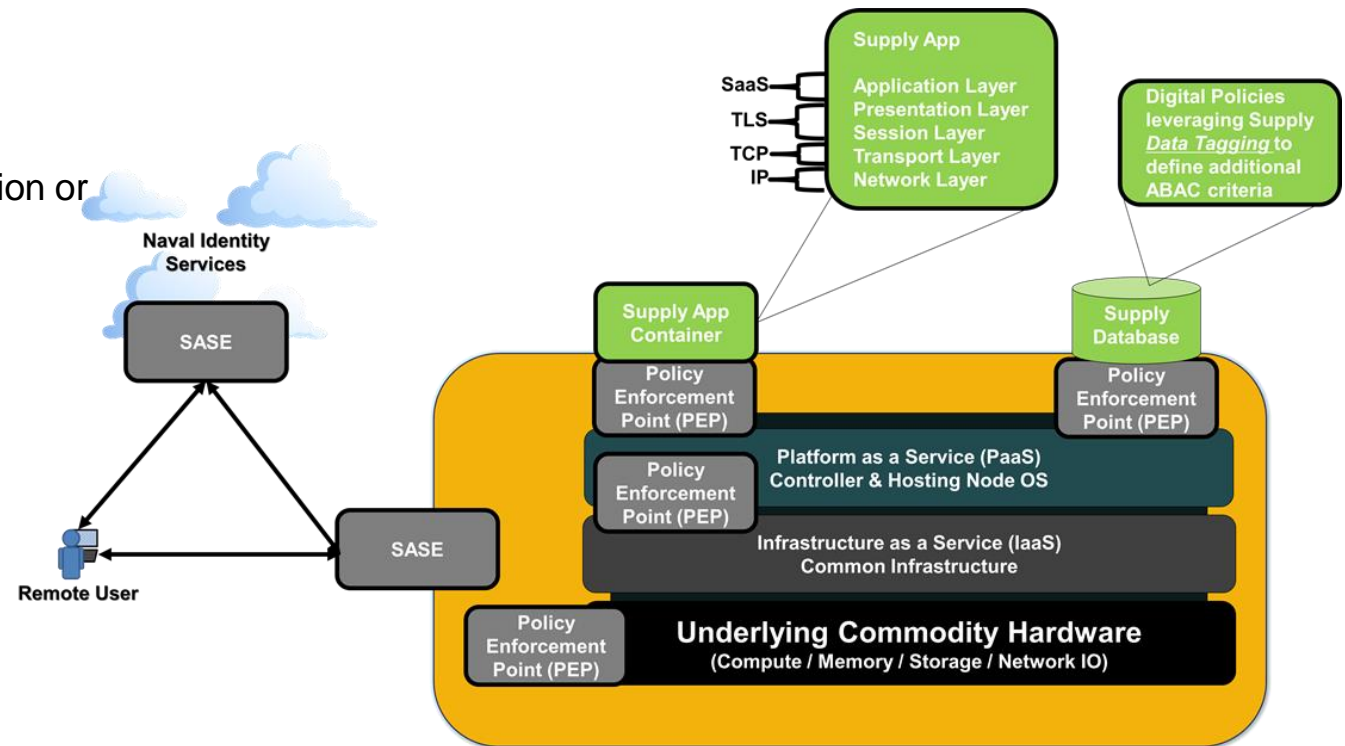 ion or
Naval Identity
Services
SASE
Remote User
SASE
SaaS
TLS
TCP
IP
Supply App
Application Layer
Presentation Layer
Session Layer
Transport Layer
Network Layer
Digital Policies
leveraging Supply
Data Tagging to
define additional
ABAC criteria
Supply App
Container
Supply
Database
Policy
Enforcement
Point (PEP)
Policy
Enforcement
Point (PEP)
Platform as a Service (PaaS)
Controller & Hosting Node OS
Policy
Enforcement
Point (PEP)
Infrastructure as a Service (IaaS)
Common Infrastructure
Policy
Enforcement
Point (PEP)
Underlying Commodity Hardware
(Compute / Memory / Storage / Network IO)